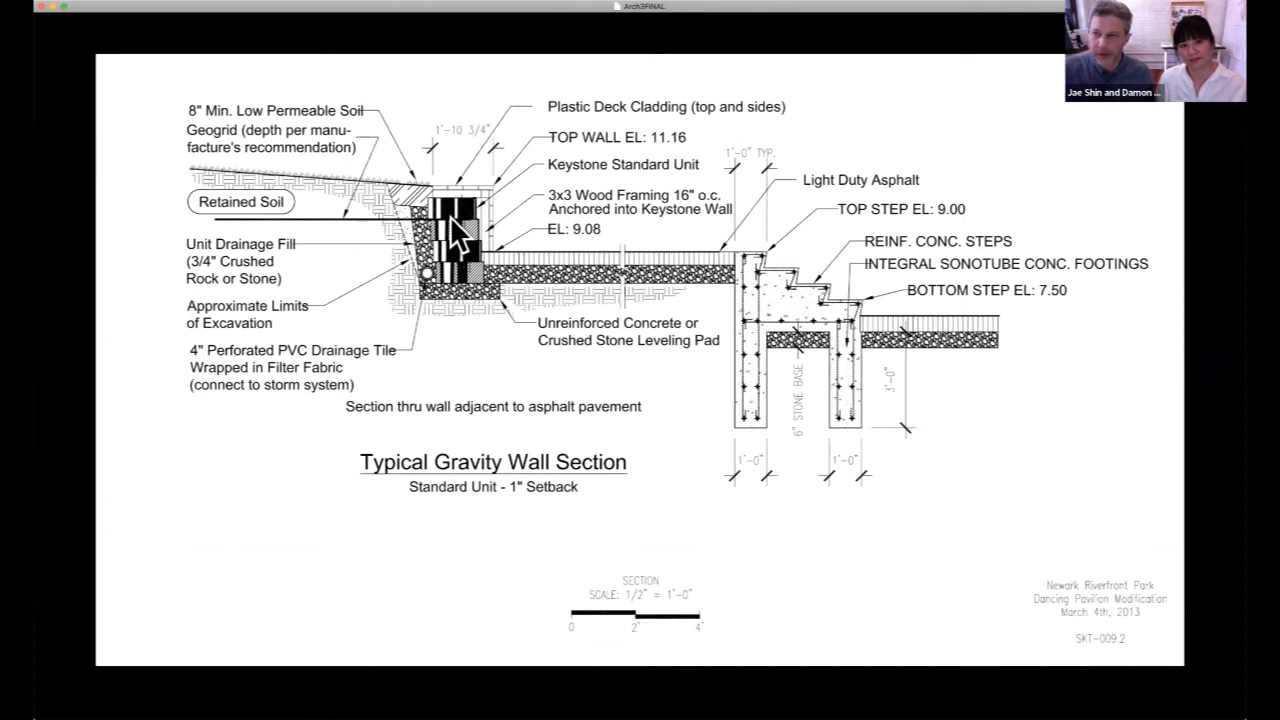 Arch3FINAL
Jae Shin and Damon ...
8" Min. Low Permeable Soil
Geogrid (depth per manu-
facture's recommendation)
Retained Soil
Unit Drainage Fill
(3/4" Crushed
Rock or Stone)
Approximate Limits
of Excavation
4" Perforated PVC Drainage Tile
Wrapped in Filter Fabric
(connect to storm system)
1'-10 3/4"
Plastic Deck Cladding (top and sides)
TOP WALL EL: 11.16
Keystone Standard Unit
3x3 Wood Framing 16" o.c.
Anchored into Keystone Wall
EL: 9.08
Unreinforced Concrete or
Crushed Stone Leveling Pad
1'-0" TYP.
Light Duty Asphalt
TOP STEP EL: 9.00
REINF. CONC. STEPS
INTEGRAL SONOTUBE CONC. FOOTINGS
BOTTOM STEP EL: 7.50
6" STONE BASE
3'-0"
1'-0"
1'-0"
Section thru wall adjacent to asphalt pavement
Typical Gravity Wall Section
Standard Unit - 1" Setback
SECTION
SCALE: 1/2" = 1'-0"
0 2' 4'
Newark Riverfront Park
Dancing Pavilion Modification
March 4th, 2013
SKT-009.2